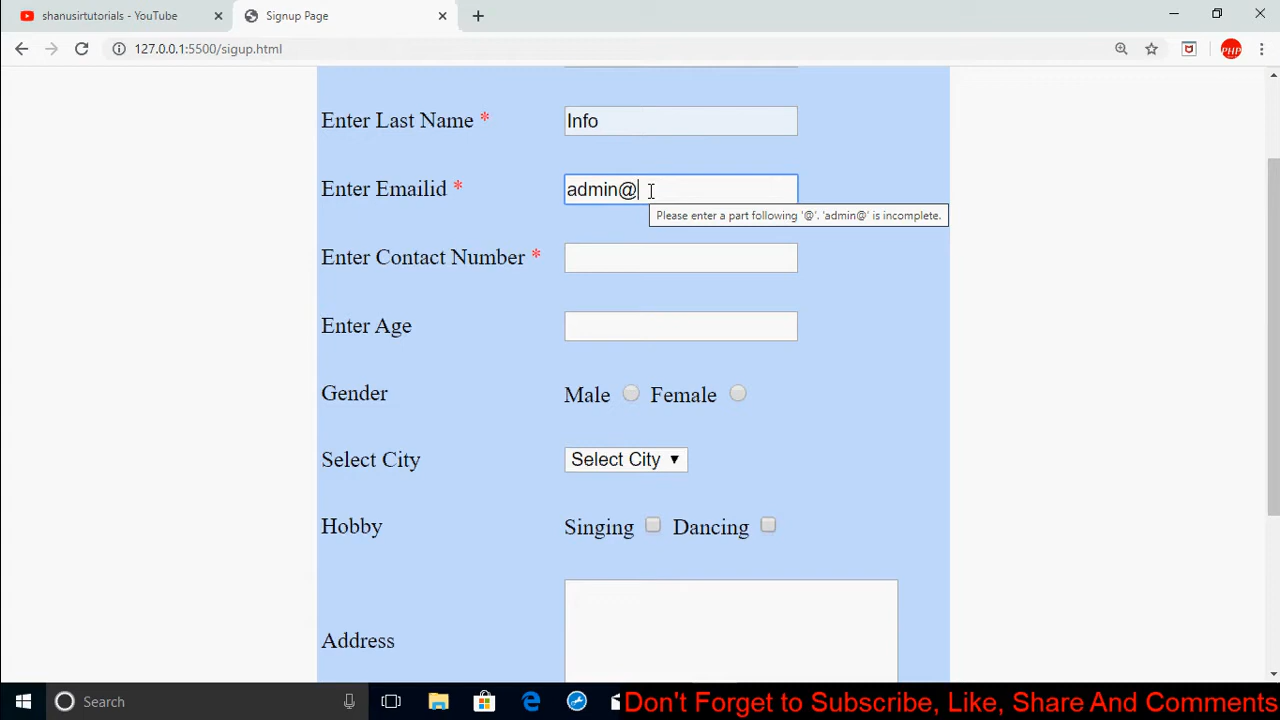 shanusirtutorials - YouTube
Signup Page
127.0.0.1:5500/sigup.html
PHP
Enter Last Name *
Info
Enter Emailid *
admin@
Please enter a part following '@'. 'admin@' is incomplete.
Enter Contact Number *
Enter Age
Gender
Male Female
Select City
Select City
Hobby
Singing Dancing
Address
Search
Don't Forget to Subscribe, Like, Share And Comments